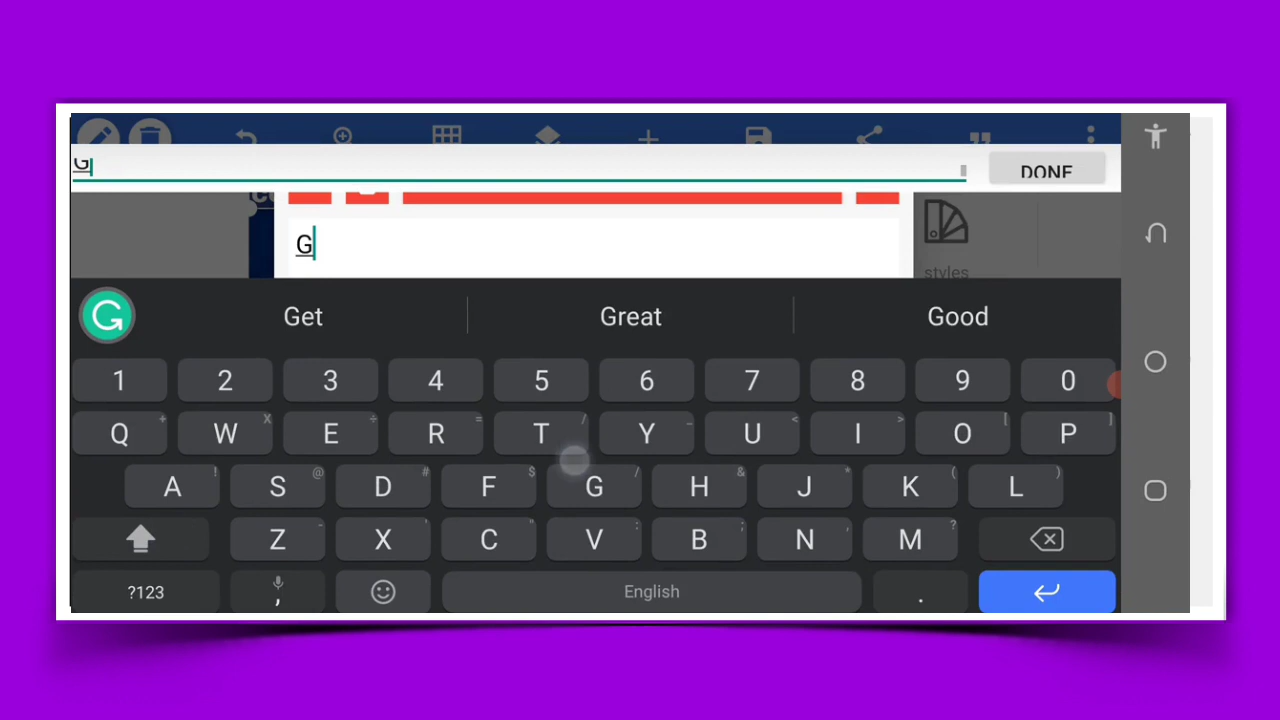 G
DONE
G
styles
Get Great Good
1 2 3 4 5 6 7 8 9 0
Q + W X E ÷ R = T / Y _ U < I > O [ P ]
A ! S @ D # F $ G / H & J * K ( L )
Z - X ' C " V : B ; N , M ?
?123 , English .